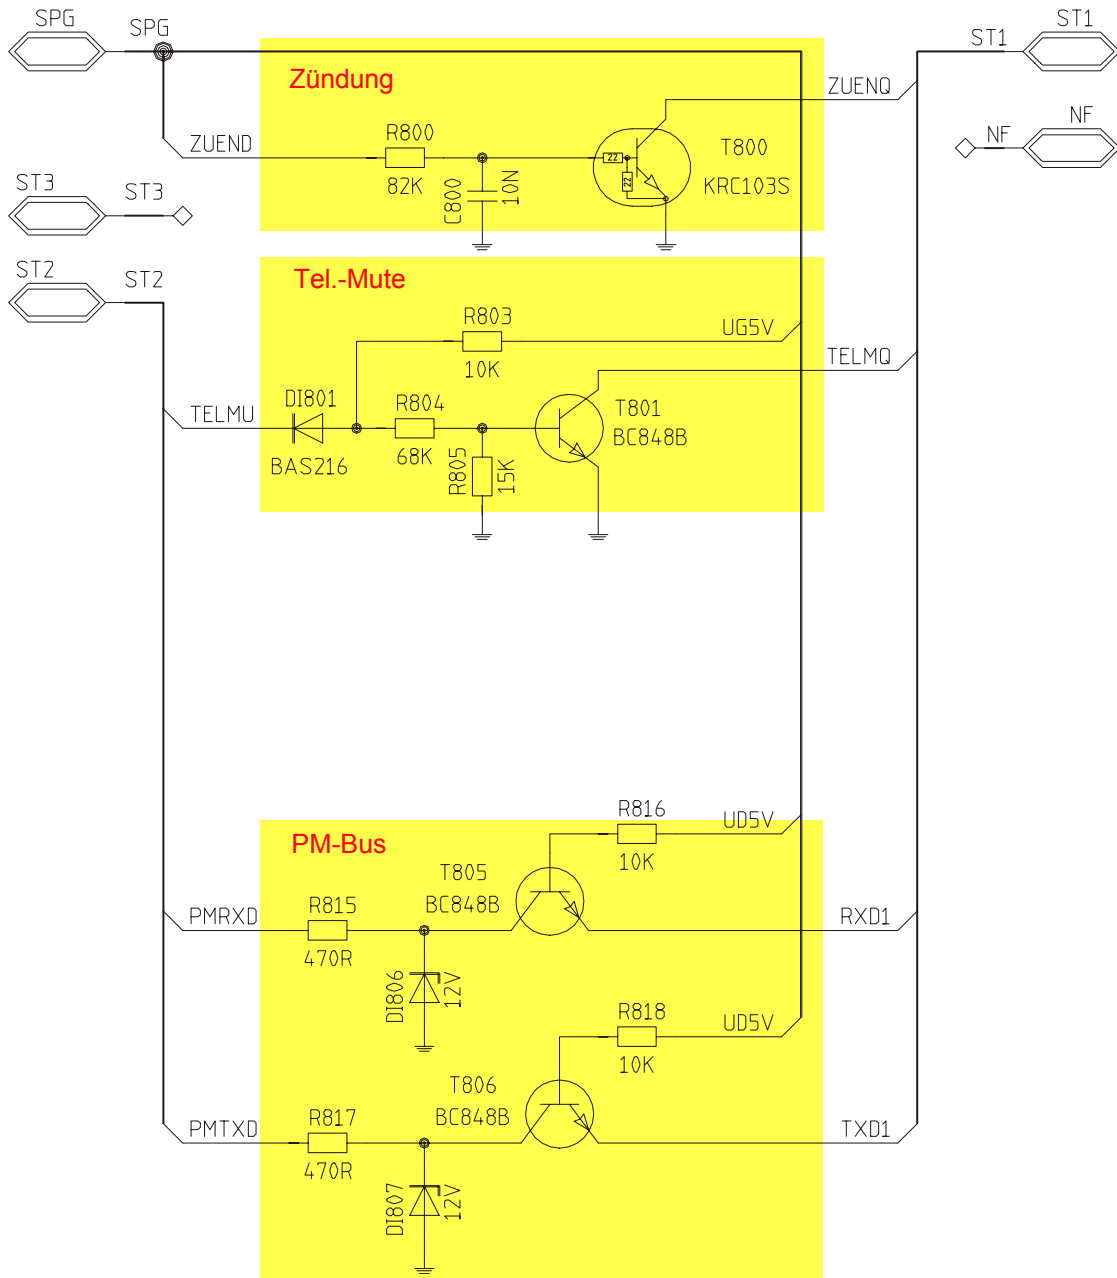 SPG
SPG
ST1
ST1
Zündung
ZUENQ
NF
NF
R800
ZUEND
82K
C800
10N
22
22
T800
KRC103S
ST3
ST3
ST2
ST2
Tel.-Mute
R803
UG5V
10K
TELMQ
DI801
TELMU
BAS216
R804
68K
R805
15K
T801
BC848B
PM-Bus
R816
UD5V
10K
T805
BC848B
PMRXD
R815
470R
RXD1
DI806
12V
R818
UD5V
10K
T806
BC848B
PMTXD
R817
470R
TXD1
DI807
12V